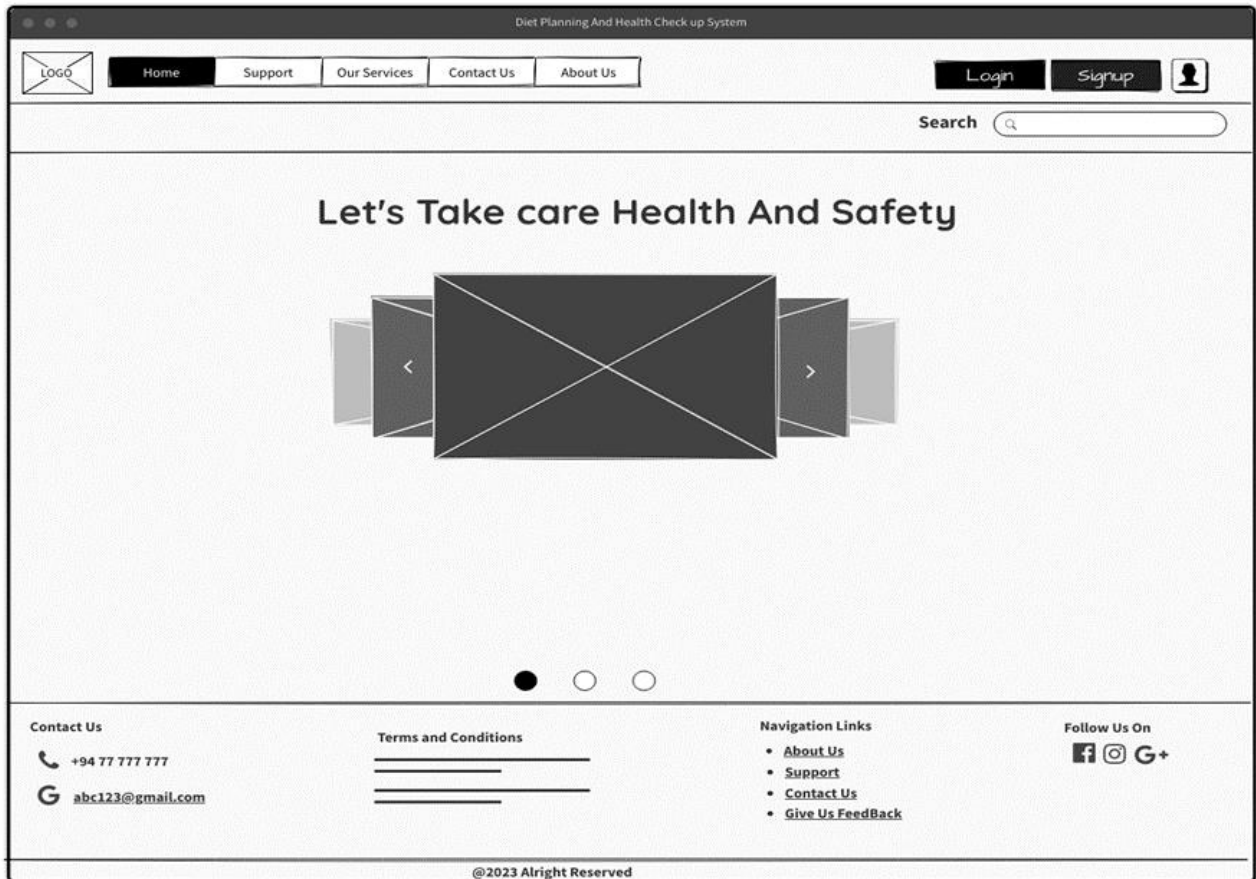 Diet Planning And Health Check up System
LOGO
Home
Support
Our Services
Contact Us
About Us
Login
Signup
Search
Let's Take care Health And Safety
<
>
Contact Us
+94 77 777 777
abc123@gmail.com
Terms and Conditions
Navigation Links
• About Us
• Support
• Contact Us
• Give Us FeedBack
Follow Us On
G+
@2023 Alright Reserved